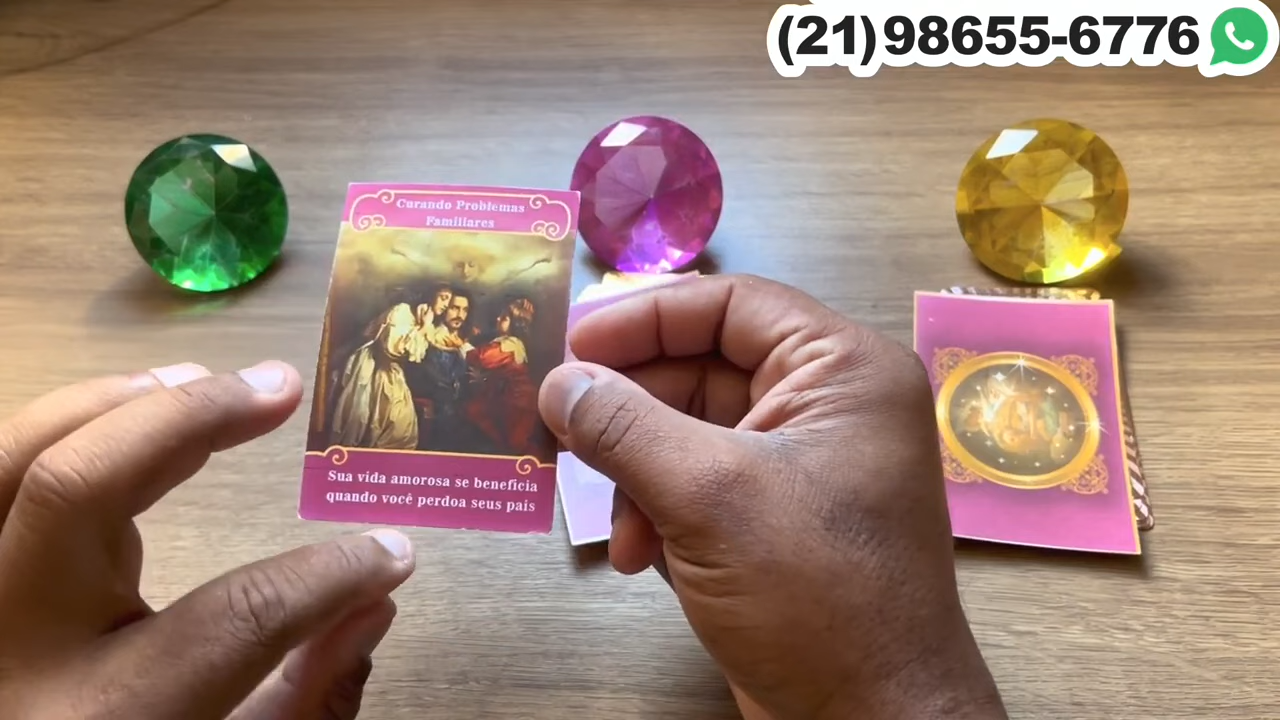 (21)98655-6776
Curando Problemas
Familiares
Sua vida amorosa se beneficia
quando você perdoa seus pais